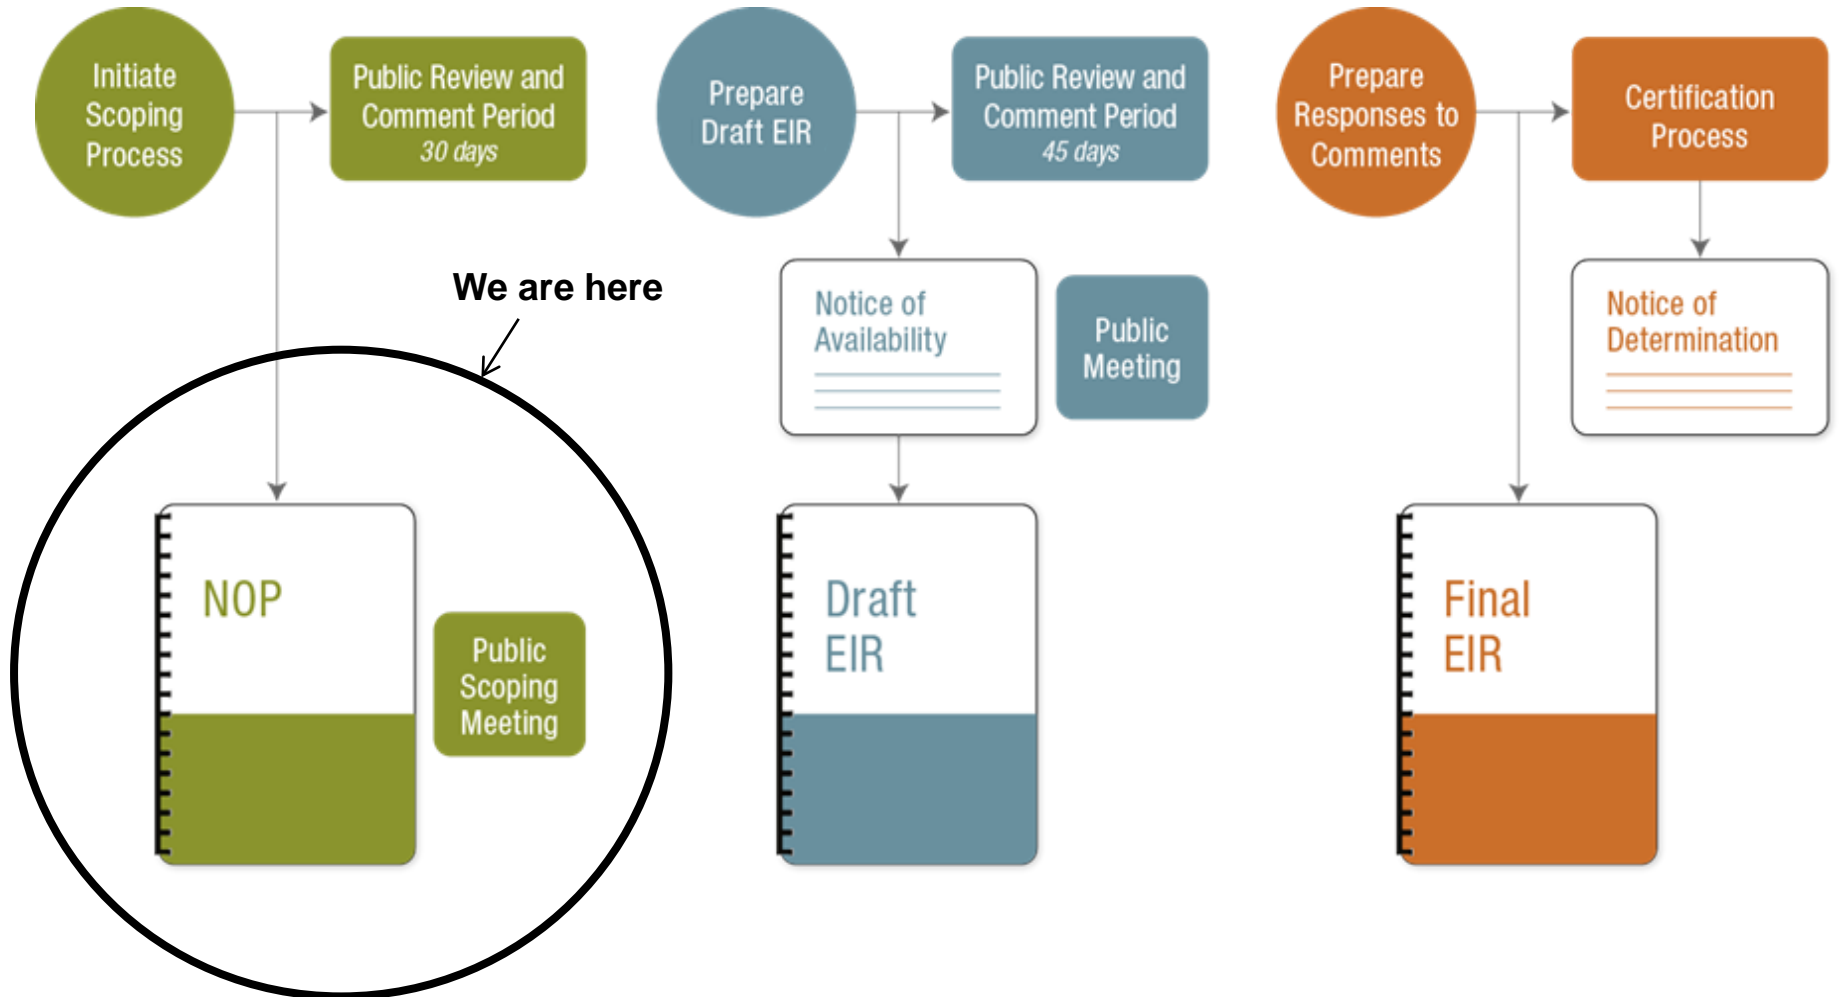 Initiate
Scoping
Process
Public Review and
Comment Period
30 days
We are here
NOP
Public
Scoping
Meeting
Prepare
Draft EIR
Public Review and
Comment Period
45 days
Notice of
Availability
Public
Meeting
Draft
EIR
Prepare
Responses to
Comments
Certification
Process
Notice of
Determination
Final
EIR